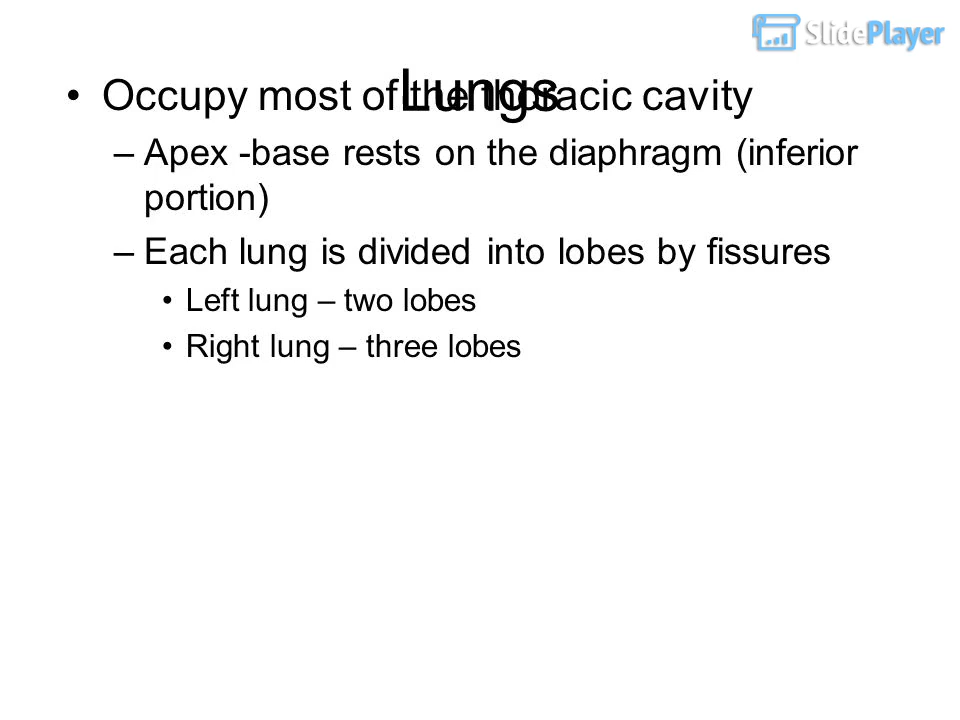 SlidePlayer
Lungs
• Occupy most of the thoracic cavity
– Apex -base rests on the diaphragm (inferior
portion)
– Each lung is divided into lobes by fissures
• Left lung – two lobes
• Right lung – three lobes